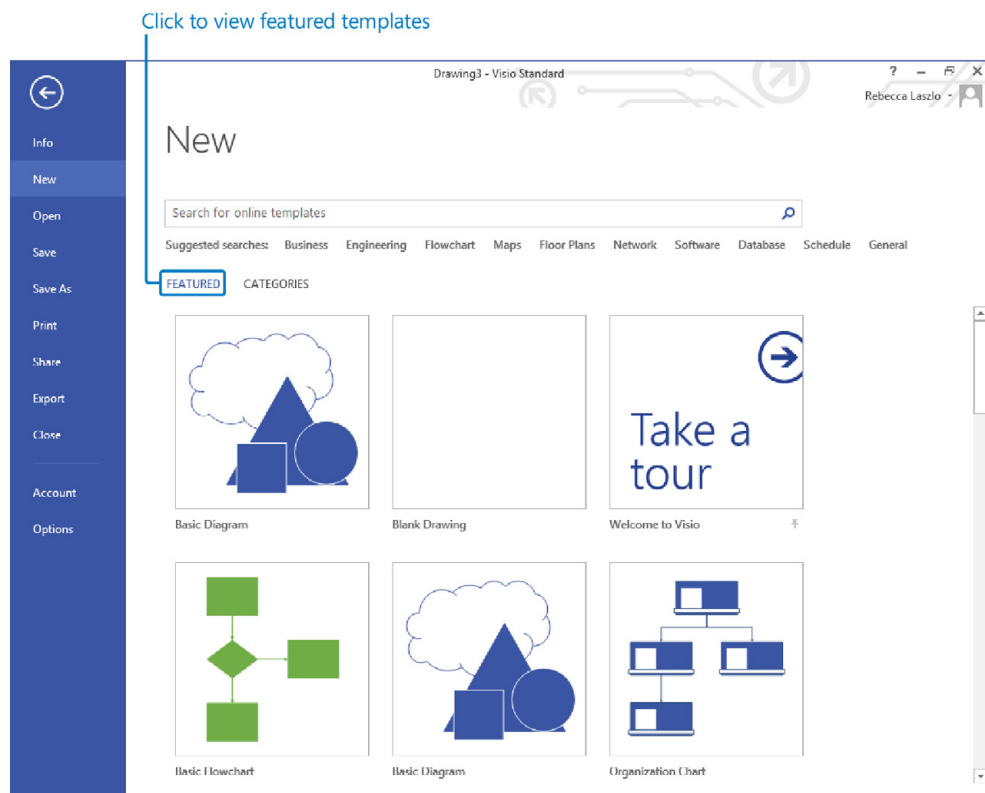 Click to view featured templates
Drawing3 - Visio Standard
? 
Rebecca Laszlo
New
Info
New
Open
Save
Save As
Print
Share
Export
Close
Account
Options
Search for online templates
Suggested searches: Business Engineering Flowchart Maps Floor Plans Network Software Database Schedule General
FEATURED CATEGORIES
Take a
tour
Basic Diagram Blank Drawing Welcome to Visio
Basic Flowchart Basic Diagram Organization Chart